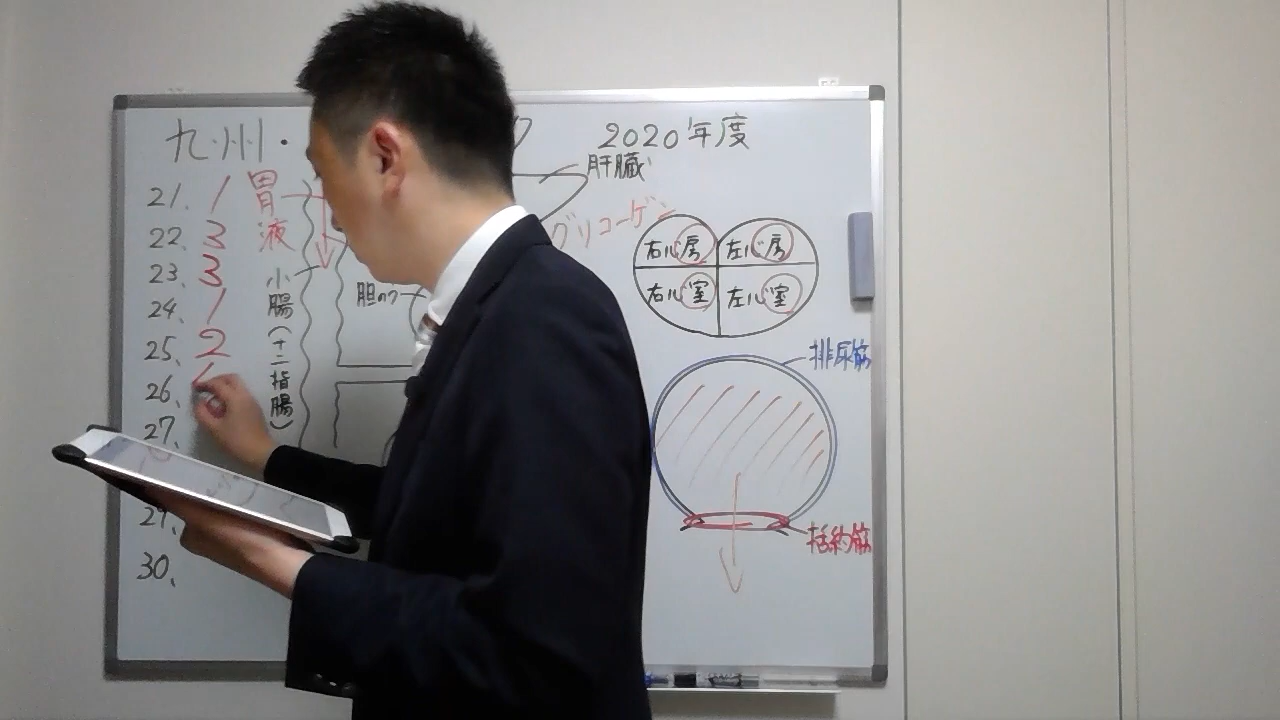 九州・
2020年度
肝臓
21、1
胃液
22、3
23、3
24、1
25、2
26、
27、
29、
30、
グリコーゲン
小腸(十二指腸)
胆のう
右心房
左心房
右心室
左心室
排尿筋
括約筋